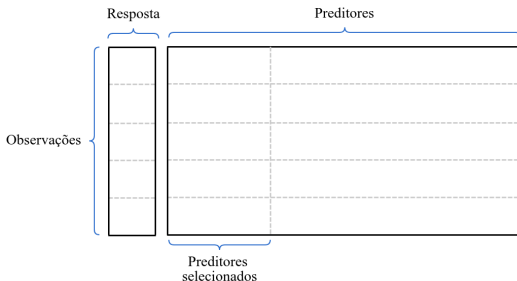 Resposta
Preditores
Observações
Preditores
selecionados